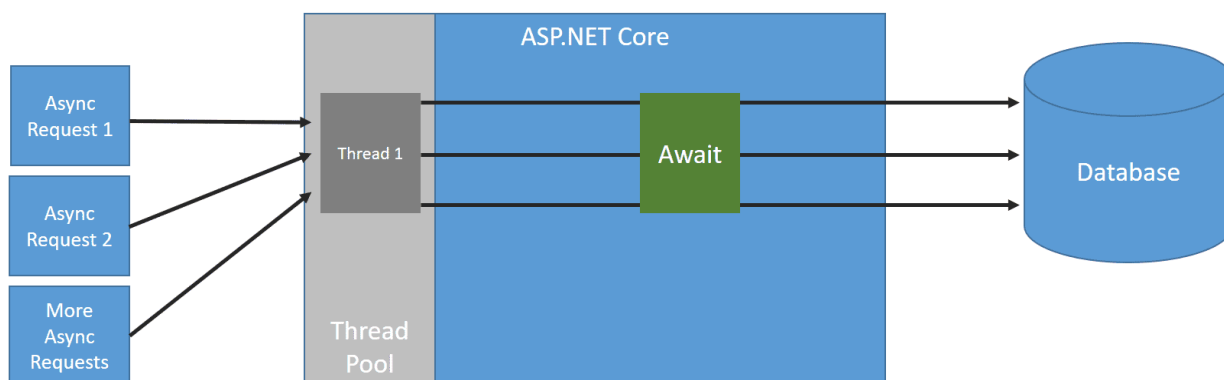 ASP.NET Core
Async
Request 1
Thread 1
Await
Database
Async
Request 2
More
Async
Requests
Thread
Pool